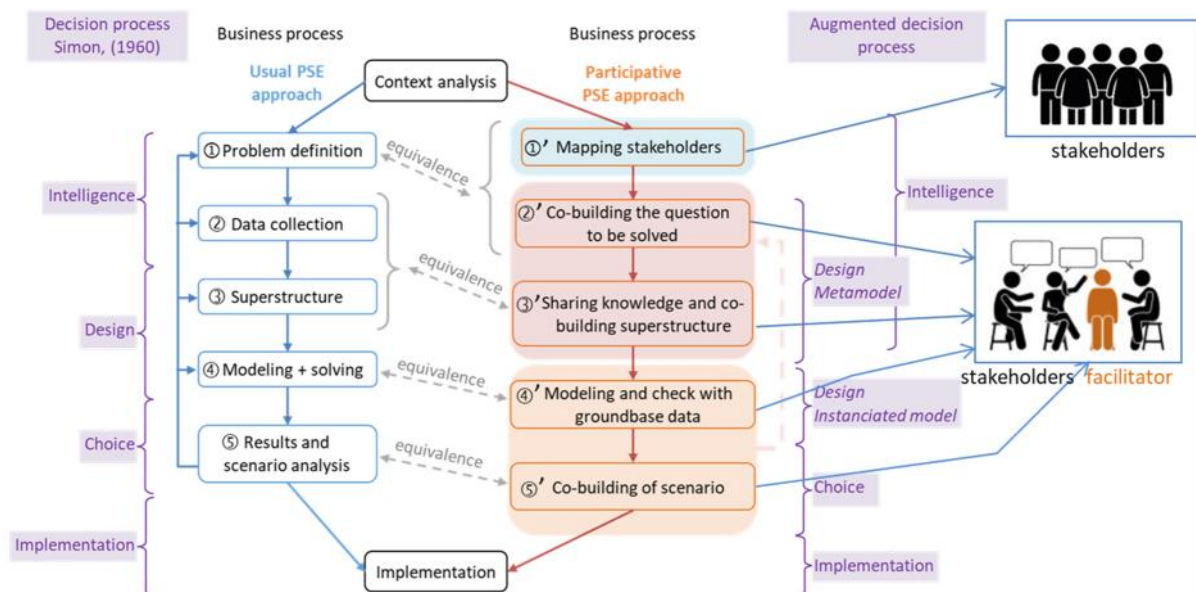 Decision process
Simon, (1960)
Business process
Business process
Augmented decision
process
Usual PSE
approach
Context analysis
Participative
PSE approach
① Problem definition
equivalence
①’ Mapping stakeholders
stakeholders
Intelligence
Intelligence
② Data collection
②’ Co-building the question
to be solved
equivalence
Design
Metamodel
③ Superstructure
③’Sharing knowledge and co-
building superstructure
Design
④ Modeling + solving
equivalence
④’ Modeling and check with
groundbase data
Design
Instanciated model
stakeholders facilitator
Choice
⑤ Results and
scenario analysis
equivalence
⑤’ Co-building of scenario
Choice
Implementation
Implementation
Implementation